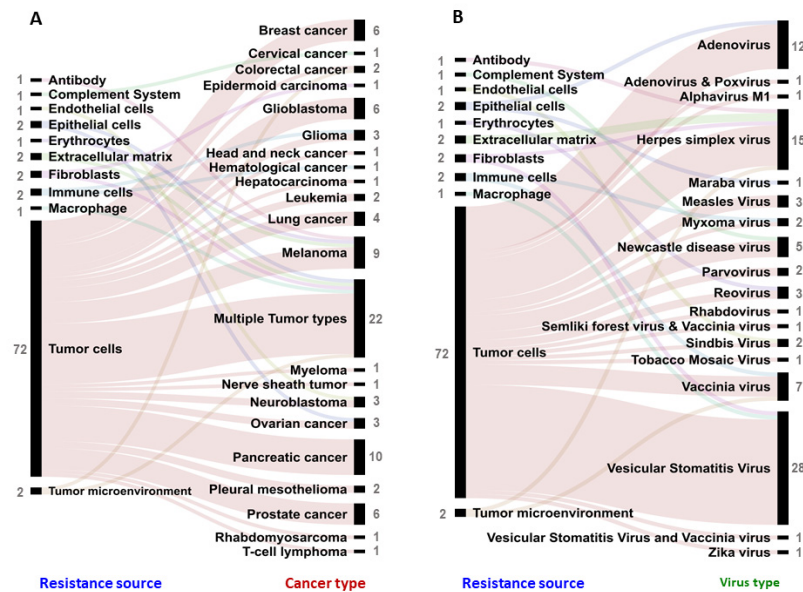 A
Breast cancer 6
Cervical cancer 1
Colorectal cancer 2
Epidermoid carcinoma 1
Glioblastoma 6
Glioma 3
Head and neck cancer 1
Hematological cancer 1
Hepatocarcinoma 1
Leukemia 2
Lung cancer 4
Melanoma 9
Multiple Tumor types 22
Myeloma 1
Nerve sheath tumor 1
Neuroblastoma 3
Ovarian cancer 3
Pancreatic cancer 10
Pleural mesothelioma 2
Prostate cancer 6
Rhabdomyosarcoma 1
T-cell lymphoma 1
1 Antibody
1 Complement System
1 Endothelial cells
2 Epithelial cells
1 Erythrocytes
2 Extracellular matrix
2 Fibroblasts
2 Immune cells
1 Macrophage
72 Tumor cells
2 Tumor microenvironment
Resistance source
Cancer type
B
1 Antibody
1 Complement System
1 Endothelial cells
2 Epithelial cells
1 Erythrocytes
2 Extracellular matrix
2 Fibroblasts
2 Immune cells
1 Macrophage
72 Tumor cells
2 Tumor microenvironment
Adenovirus 12
Adenovirus & Poxvirus 1
Alphavirus M1 1
Herpes simplex virus 15
Maraba virus 1
Measles Virus 3
Myxoma virus 2
Newcastle disease virus 5
Parvovirus 2
Reovirus 3
Rhabdovirus 1
Semliki forest virus & Vaccinia virus 1
Sindbis Virus 2
Tobacco Mosaic Virus 1
Vaccinia virus 7
Vesicular Stomatitis Virus 28
Vesicular Stomatitis Virus and Vaccinia virus 1
Zika virus 1
Resistance source
Virus type